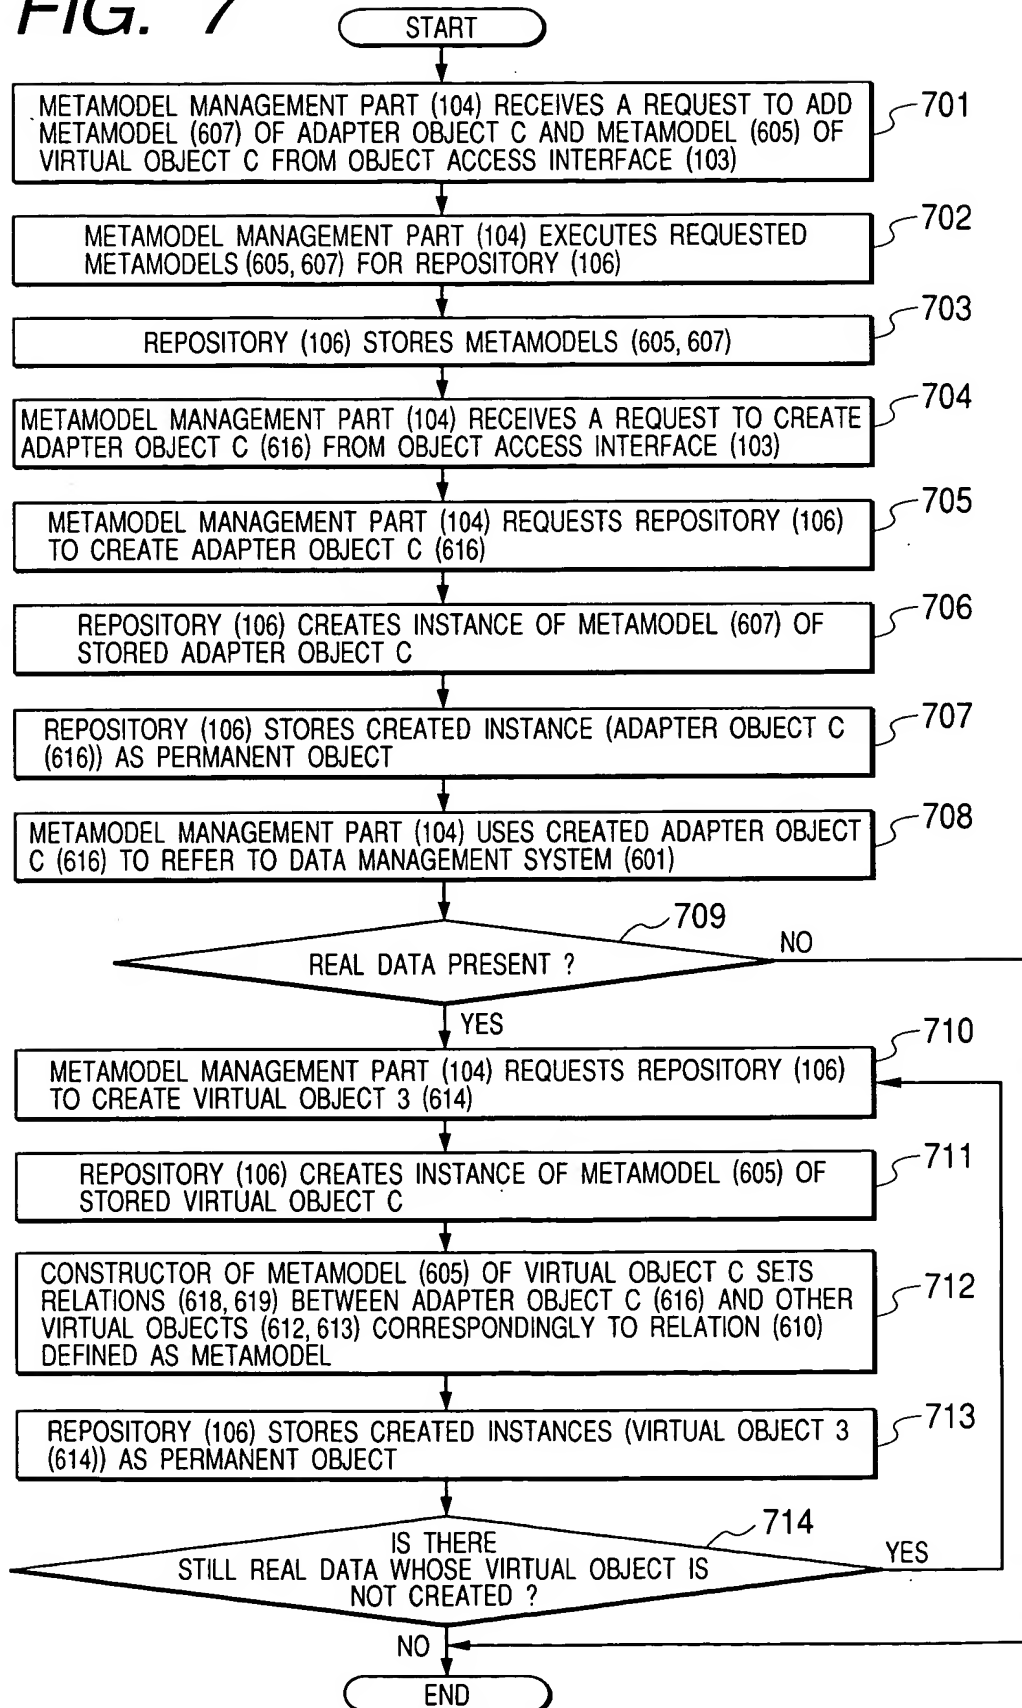 FIG. 7
START
METAMODEL MANAGEMENT PART (104) RECEIVES A REQUEST TO ADD
METAMODEL (607) OF ADAPTER OBJECT C AND METAMODEL (605) OF
VIRTUAL OBJECT C FROM OBJECT ACCESS INTERFACE (103)
701
METAMODEL MANAGEMENT PART (104) EXECUTES REQUESTED
METAMODELS (605, 607) FOR REPOSITORY (106)
702
REPOSITORY (106) STORES METAMODELS (605, 607)
703
METAMODEL MANAGEMENT PART (104) RECEIVES A REQUEST TO CREATE
ADAPTER OBJECT C (616) FROM OBJECT ACCESS INTERFACE (103)
704
METAMODEL MANAGEMENT PART (104) REQUESTS REPOSITORY (106)
TO CREATE ADAPTER OBJECT C (616)
705
REPOSITORY (106) CREATES INSTANCE OF METAMODEL (607) OF
STORED ADAPTER OBJECT C
706
REPOSITORY (106) STORES CREATED INSTANCE (ADAPTER OBJECT C
(616)) AS PERMANENT OBJECT
707
METAMODEL MANAGEMENT PART (104) USES CREATED ADAPTER OBJECT
C (616) TO REFER TO DATA MANAGEMENT SYSTEM (601)
708
REAL DATA PRESENT ?
709
NO
YES
METAMODEL MANAGEMENT PART (104) REQUESTS REPOSITORY (106)
TO CREATE VIRTUAL OBJECT 3 (614)
710
REPOSITORY (106) CREATES INSTANCE OF METAMODEL (605) OF
STORED VIRTUAL OBJECT C
711
CONSTRUCTOR OF METAMODEL (605) OF VIRTUAL OBJECT C SETS
RELATIONS (618, 619) BETWEEN ADAPTER OBJECT C (616) AND OTHER
VIRTUAL OBJECTS (612, 613) CORRESPONDINGLY TO RELATION (610)
DEFINED AS METAMODEL
712
REPOSITORY (106) STORES CREATED INSTANCES (VIRTUAL OBJECT 3
(614)) AS PERMANENT OBJECT
713
IS THERE
STILL REAL DATA WHOSE VIRTUAL OBJECT IS
NOT CREATED ?
714
YES
NO
END